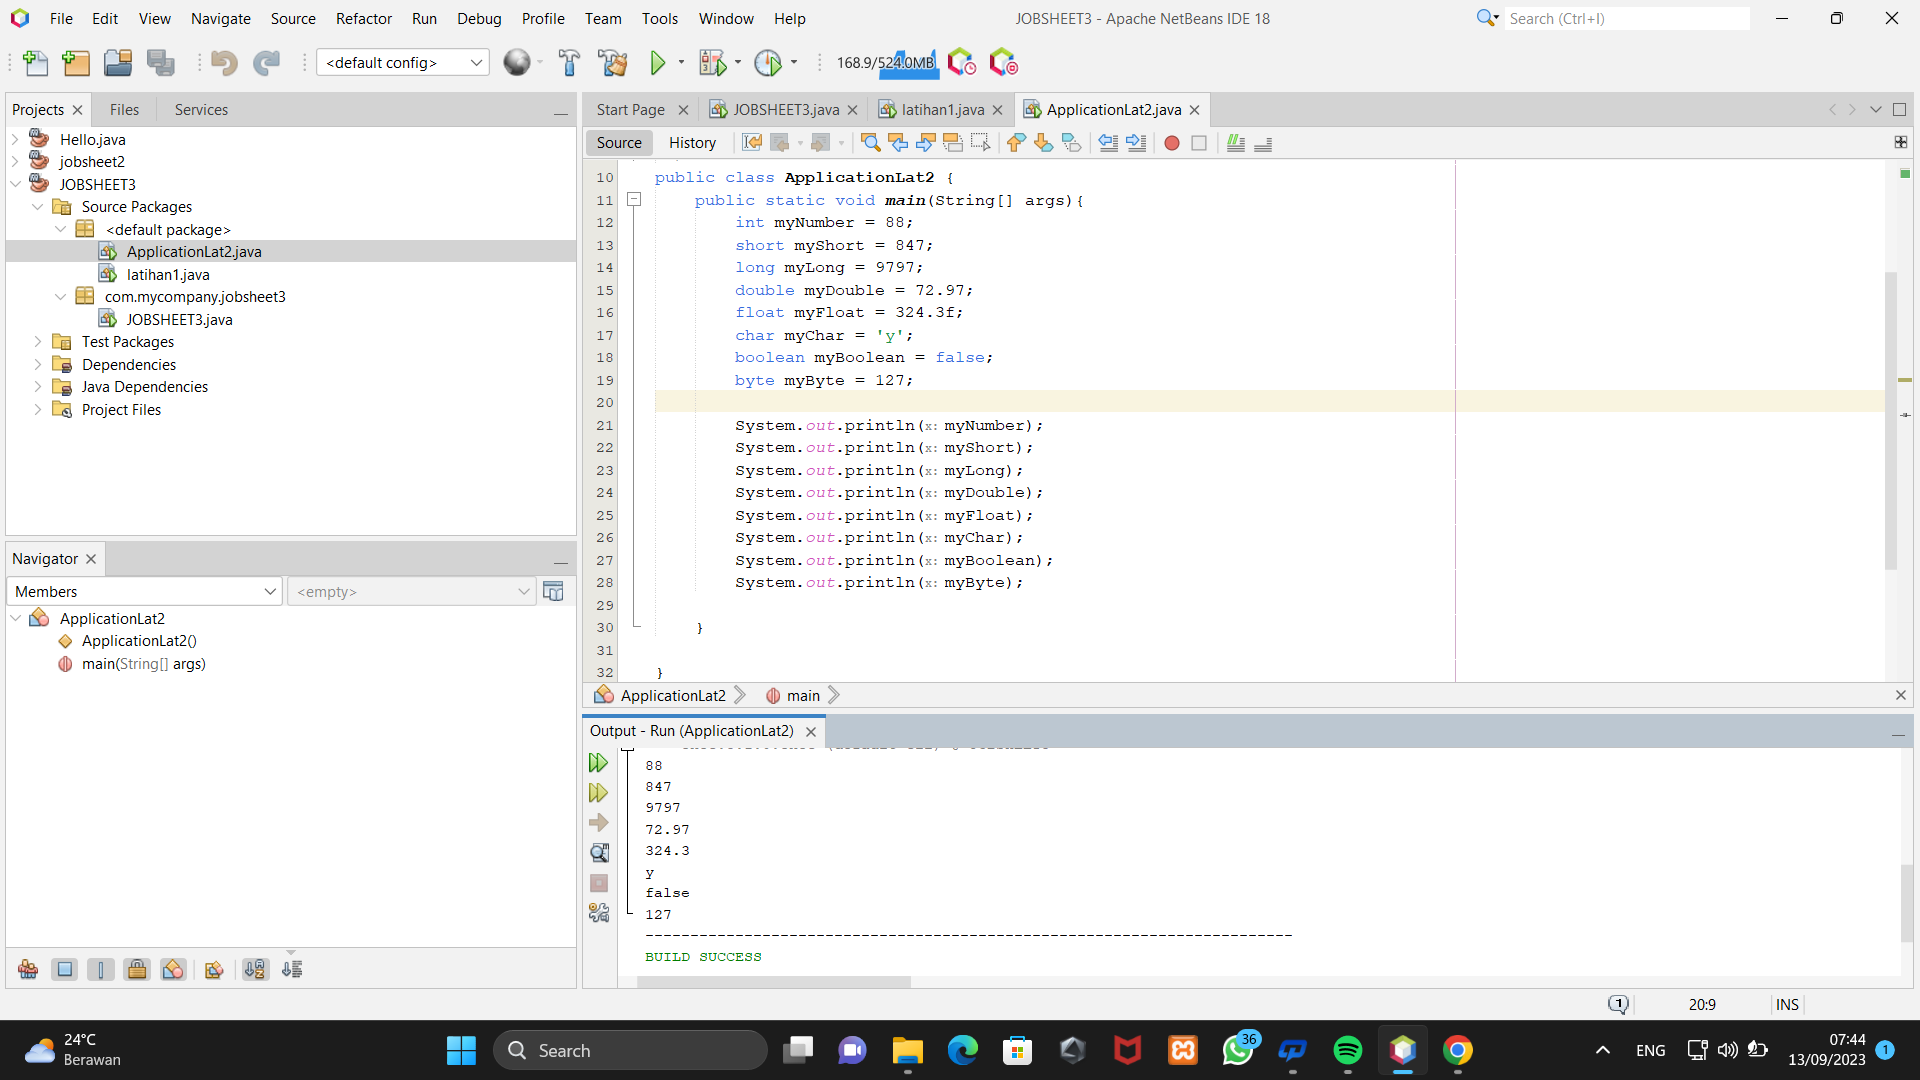 File Edit View Navigate Source Refactor Run Debug Profile Team Tools Window Help
JOBSHEET3 - Apache NetBeans IDE 18
Search (Ctrl+I)
<default config>
168.9/524.0MB
Projects Files Services
Hello.java
jobsheet2
JOBSHEET3
Source Packages
<default package>
ApplicationLat2.java
latihan1.java
com.mycompany.jobsheet3
JOBSHEET3.java
Test Packages
Dependencies
Java Dependencies
Project Files
Navigator
Members
<empty>
ApplicationLat2
ApplicationLat2()
main(String[] args)
Start Page JOBSHEET3.java latihan1.java ApplicationLat2.java
Source History
10 public class ApplicationLat2 {
11 public static void main(String[] args){
12 int myNumber = 88;
13 short myShort = 847;
14 long myLong = 9797;
15 double myDouble = 72.97;
16 float myFloat = 324.3f;
17 char myChar = 'y';
18 boolean myBoolean = false;
19 byte myByte = 127;
20
21 System.out.println(x: myNumber);
22 System.out.println(x: myShort);
23 System.out.println(x: myLong);
24 System.out.println(x: myDouble);
25 System.out.println(x: myFloat);
26 System.out.println(x: myChar);
27 System.out.println(x: myBoolean);
28 System.out.println(x: myByte);
29
30 }
31
32 }
ApplicationLat2 main
Output - Run (ApplicationLat2)
88
847
9797
72.97
324.3
y
false
127
------------------------------------------------------------------------
BUILD SUCCESS
1
20:9
INS
24°C
Berawan
Search
36
ENG
07:44
13/09/2023
1